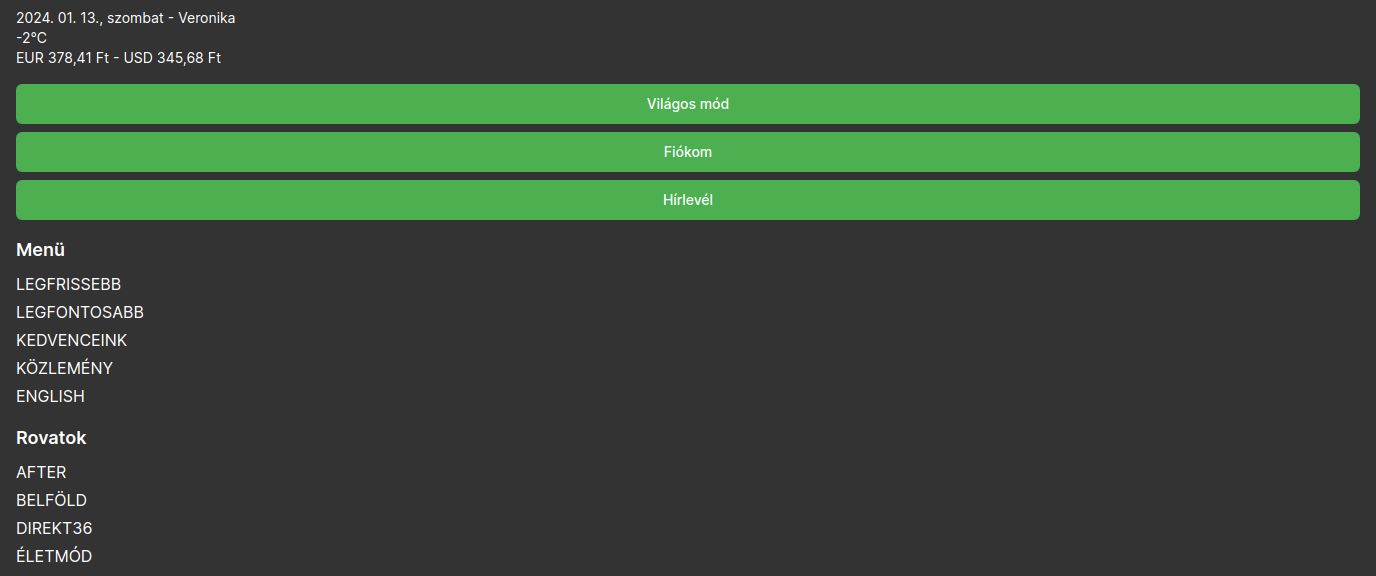 2024. 01. 13., szombat - Veronika
-2°C
EUR 378,41 Ft - USD 345,68 Ft
Világos mód
Fiókom
Hírlevél
Menü
LEGFRISSEBB
LEGFONTOSABB
KEDVENCEINK
KÖZLEMÉNY
ENGLISH
Rovatok
AFTER
BELFÖLD
DIREKT36
ÉLETMÓD